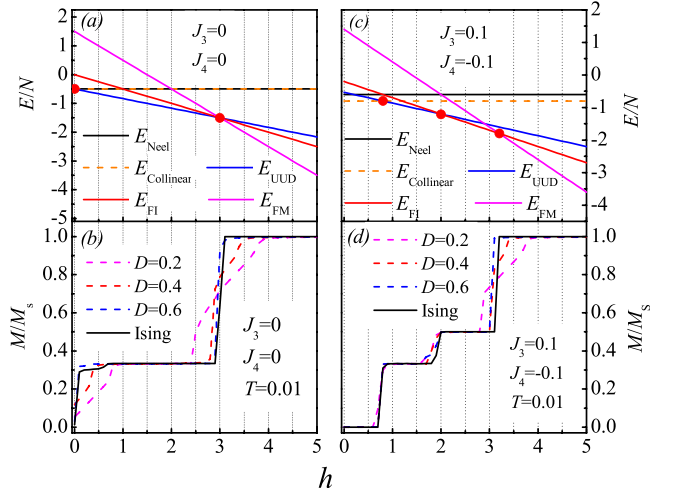 (a)
J3=0
J4=0
E/N
2
1
0
-1
-2
-3
-4
-5
ENeel
ECollinear
EFI
EUUD
EFM
(c)
J3=0.1
J4=-0.1
E/N
2
1
0
-1
-2
-3
-4
-5
ENeel
ECollinear
EFI
EUUD
EFM
(b)
M/Ms
1.0
0.8
0.6
0.4
0.2
0.0
D=0.2
D=0.4
D=0.6
Ising
J3=0
J4=0
T=0.01
0 1 2 3 4 5
(d)
M/MS
1.0
0.8
0.6
0.4
0.2
0.0
D=0.2
D=0.4
D=0.6
Ising
J3=0.1
J4=-0.1
T=0.01
0 1 2 3 4 5
h